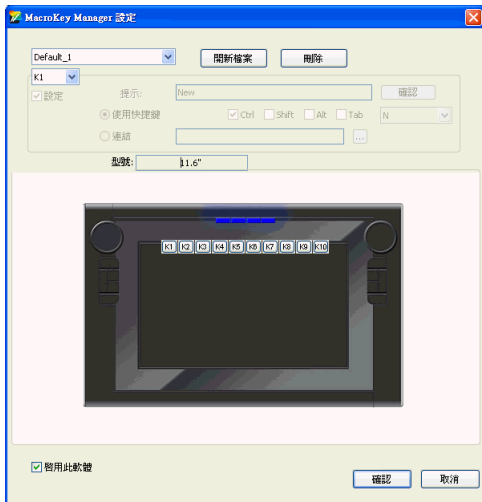 MacroKey Manager 設定
Default_1 開新檔案 刪除
K1
設定 提示: New 確認
使用快捷鍵 Ctrl Shift Alt Tab N
連結 ...
型號: 11.6"
K1 K2 K3 K4 K5 K6 K7 K8 K9 K10
啓用此軟體
確認 取消